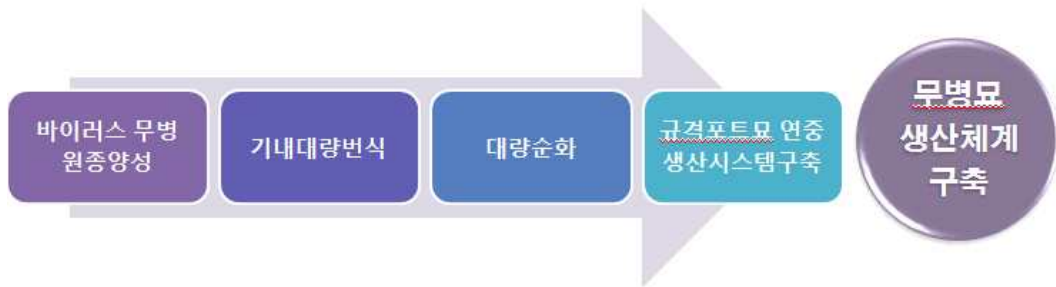 바이러스 무병
원종양성
기내대량번식
대량순화
규격포트묘 연중
생산시스템구축
무병묘
생산체계
구축